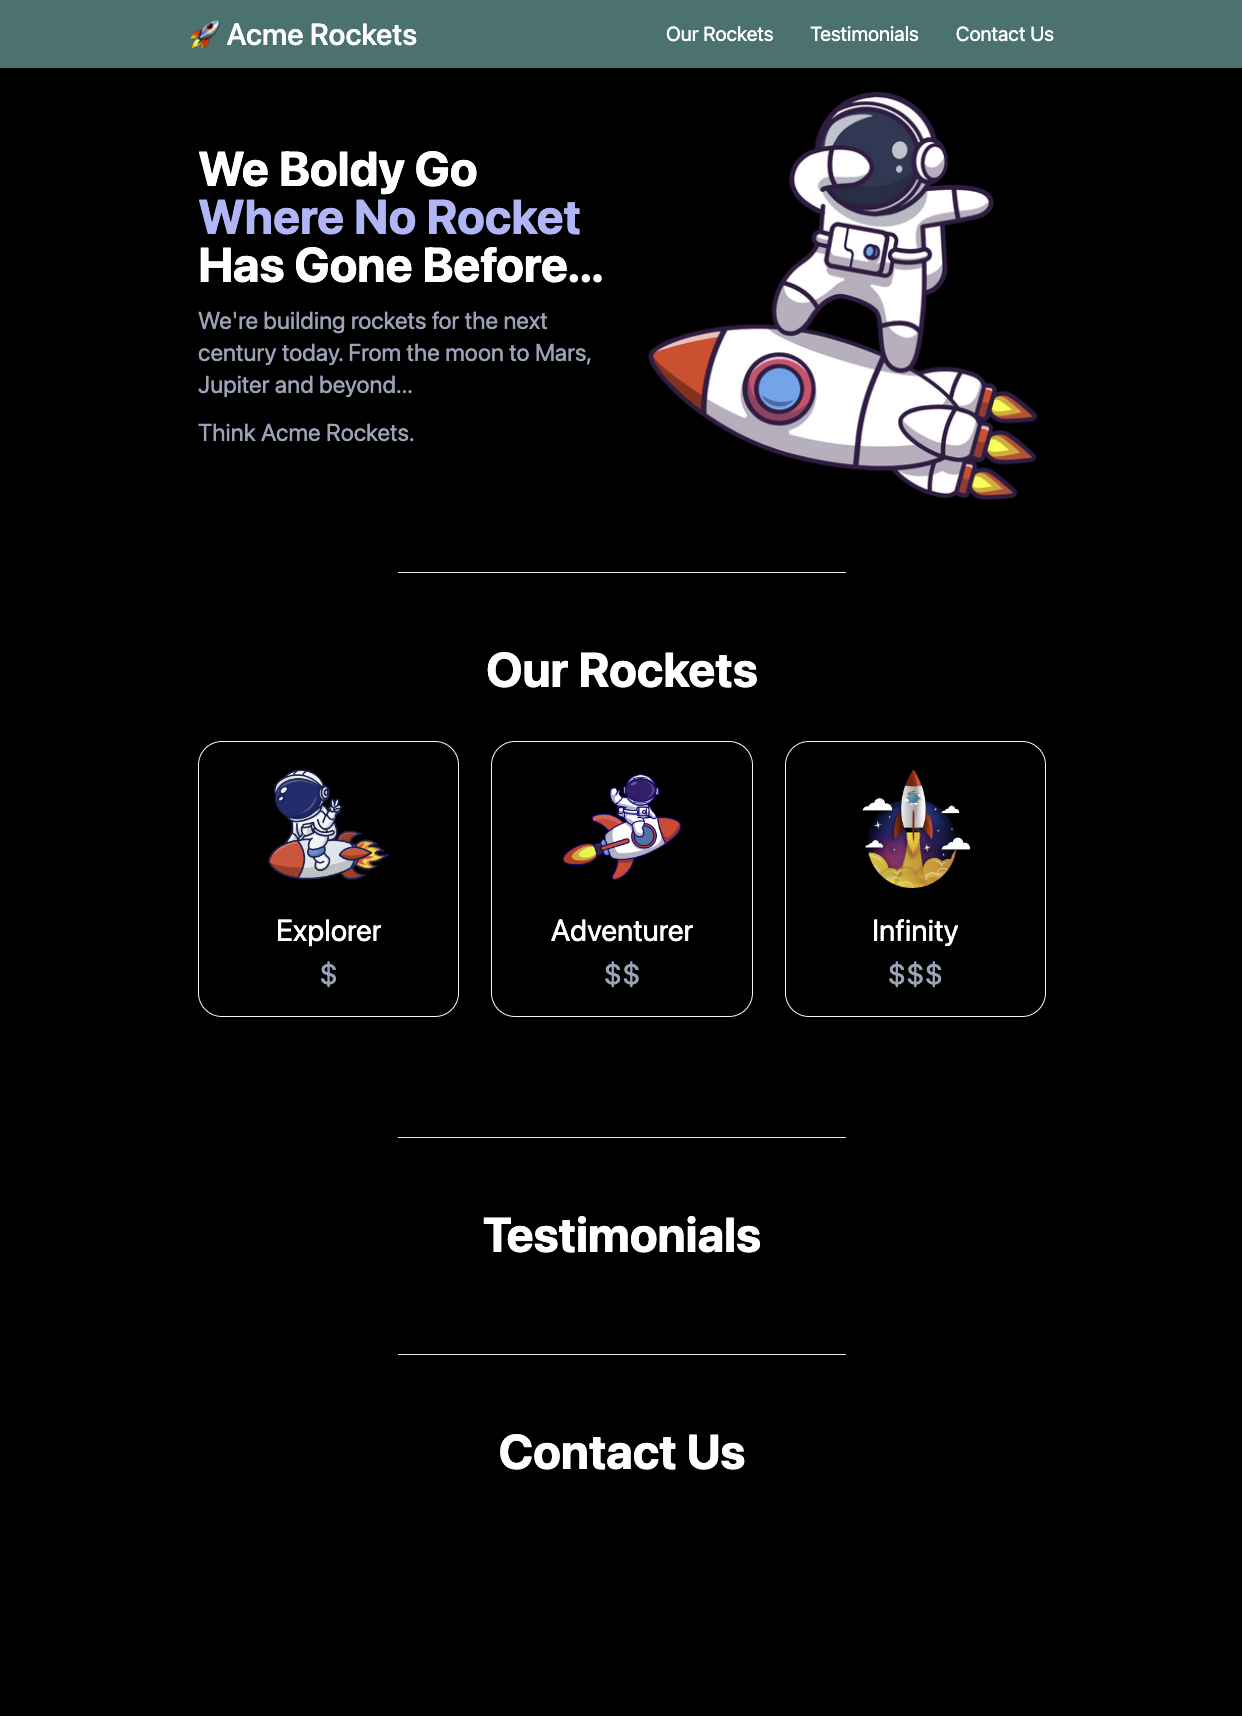 🚀 Acme Rockets
Our Rockets
Testimonials
Contact Us
We Boldy Go
Where No Rocket
Has Gone Before...
We're building rockets for the next
century today. From the moon to Mars,
Jupiter and beyond...
Think Acme Rockets.
Our Rockets
Explorer
$
Adventurer
$$
Infinity
$$$
Testimonials
Contact Us